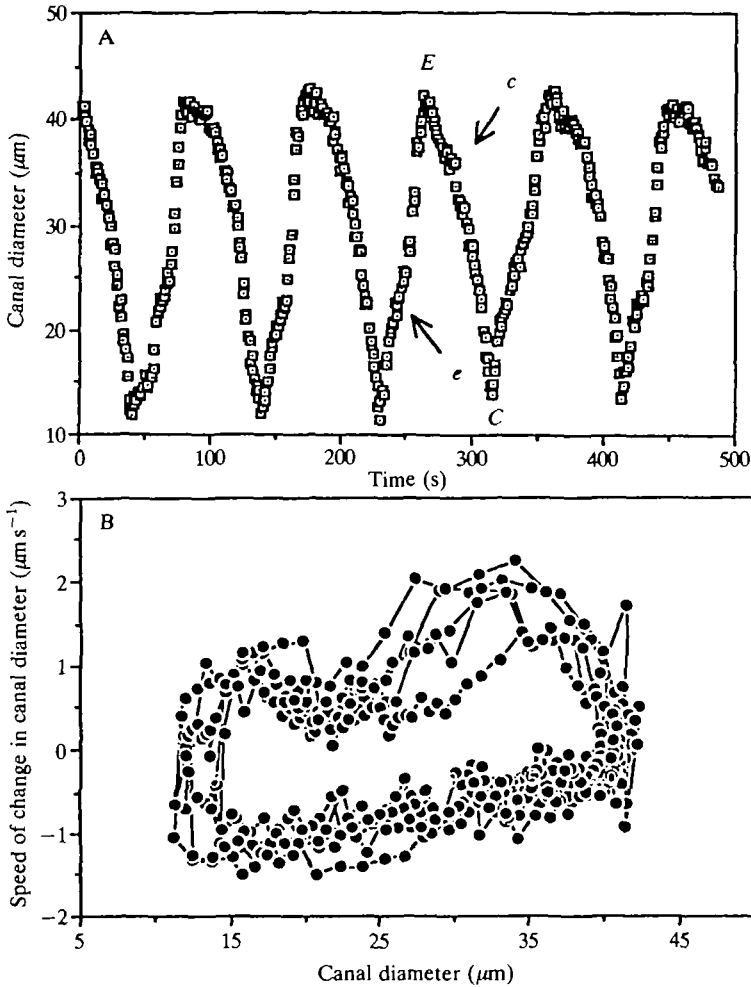 A
50
40
30
20
10
Canal diameter (μm)
E
c
e
C
0
100
200
300
400
500
Time (s)
B
3
2
1
0
−1
−2
Speed of change in canal diameter (μm s⁻¹)
5
15
25
35
45
Canal diameter (μm)